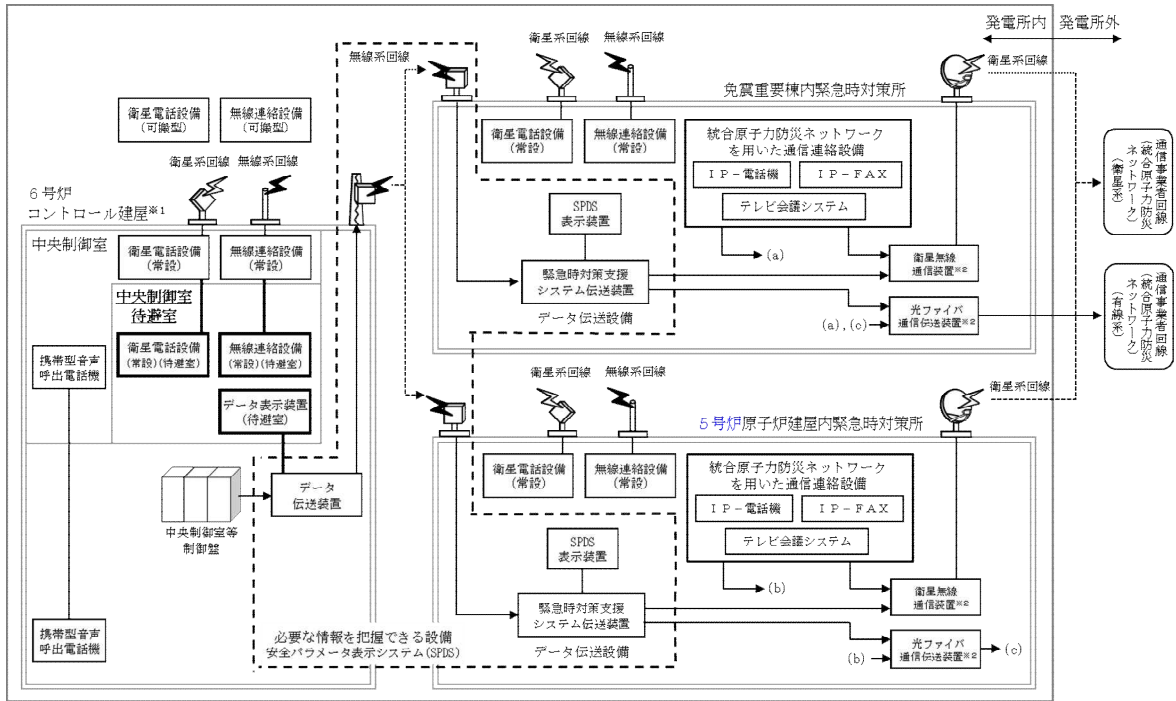 発電所内 発電所外
無線系回線
衛星系回線
無線系回線
衛星系回線
免震重要棟内緊急時対策所
衛星電話設備
(可搬型)
無線連絡設備
(可搬型)
衛星系回線
無線系回線
6号炉
コントロール建屋※1
中央制御室
衛星電話設備
(常設)
無線連絡設備
(常設)
中央制御室
待避室
衛星電話設備
(常設)(待避室)
無線連絡設備
(常設)(待避室)
データ表示装置
(待避室)
携帯型音声
呼出電話機
データ
伝送装置
中央制御室等
制御盤
携帯型音声
呼出電話機
必要な情報を把握できる設備
安全パラメータ表示システム(SPDS)
衛星電話設備
(常設)
無線連絡設備
(常設)
統合原子力防災ネットワーク
を用いた通信連絡設備
IP-電話機
IP-FAX
テレビ会議システム
SPDS
表示装置
(a)
衛星無線
通信装置※2
緊急時対策支援
システム伝送装置
データ伝送設備
(a),(c)
光ファイバ
通信伝送装置※2
通信事業者回線
(統合原子力防災
ネットワーク)
(衛星系)
通信事業者回線
(統合原子力防災
ネットワーク)
(有線系)
衛星系回線
無線系回線
衛星系回線
5号炉原子炉建屋内緊急時対策所
衛星電話設備
(常設)
無線連絡設備
(常設)
統合原子力防災ネットワーク
を用いた通信連絡設備
IP-電話機
IP-FAX
テレビ会議システム
SPDS
表示装置
(b)
衛星無線
通信装置※2
緊急時対策支援
システム伝送装置
データ伝送設備
(b)
光ファイバ
通信伝送装置※2
(c)